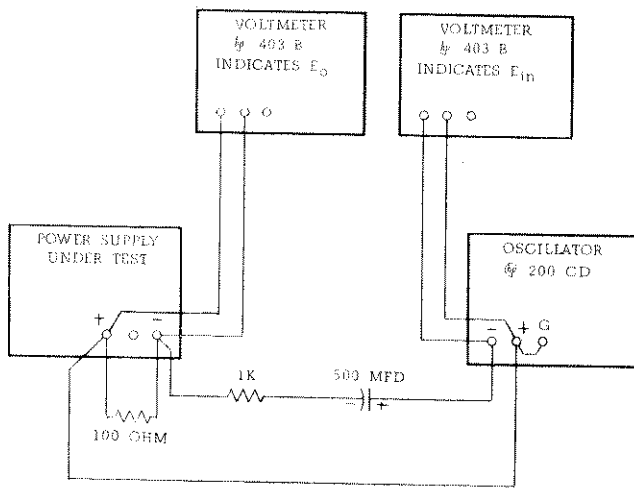 VOLTMETER
hp 403 B
INDICATES Eo
VOLTMETER
hp 403 B
INDICATES Ein
POWER SUPPLY
UNDER TEST
+ -
OSCILLATOR
hp 200 CD
- + G
1K
500 MFD
- +
100 OHM